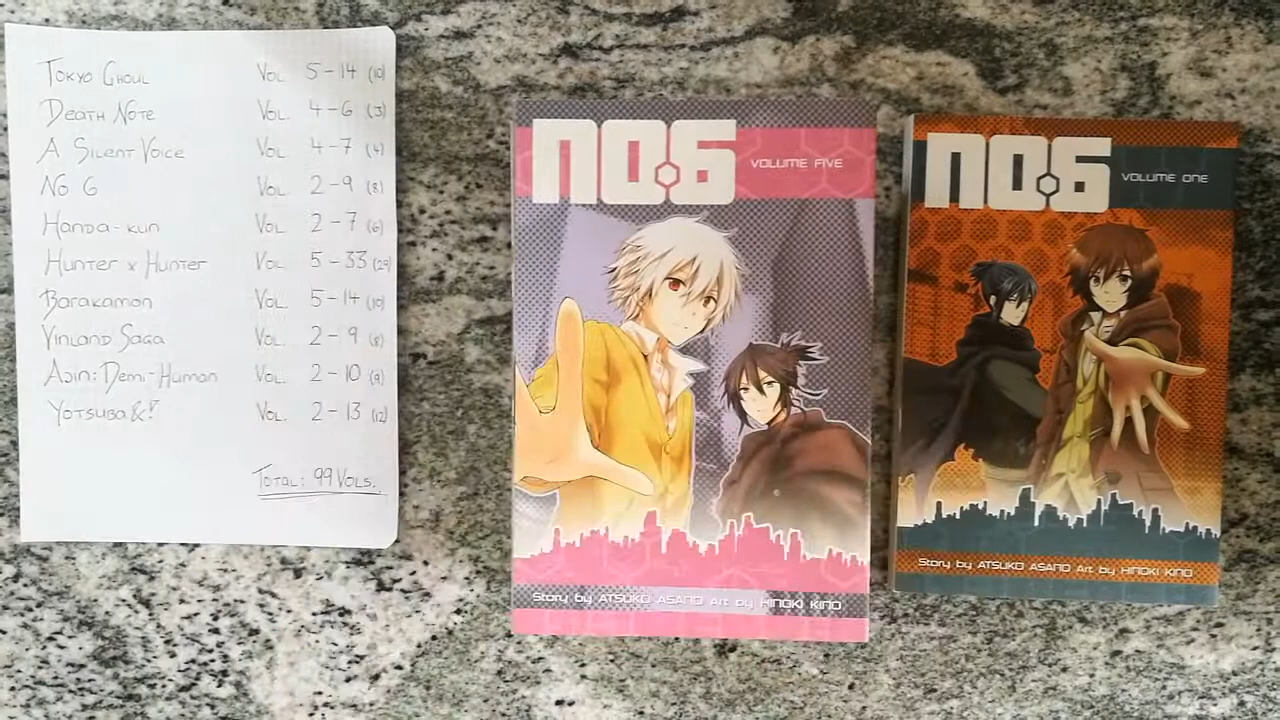 Tokyo Ghoul Vol 5-14 (10)
Death Note Vol. 4-6 (3)
A Silent Voice Vol 4-7 (4)
No 6 Vol. 2-9 (8)
Handa-kun Vol 2-7 (6)
Hunter x Hunter Vol 5-33 (29)
Barakamon Vol. 5-14 (10)
Vinland Saga Vol. 2-9 (8)
Ajin: Demi-Human Vol. 2-10 (9)
Yotsuba&! Vol. 2-13 (12)
Total: 99 Vols.
NO.6 VOLUME FIVE
Story by ATSUKO ASANO Art by HINOKI KINO
NO.6 VOLUME ONE
Story by ATSUKO ASANO Art by HINOKI KINO